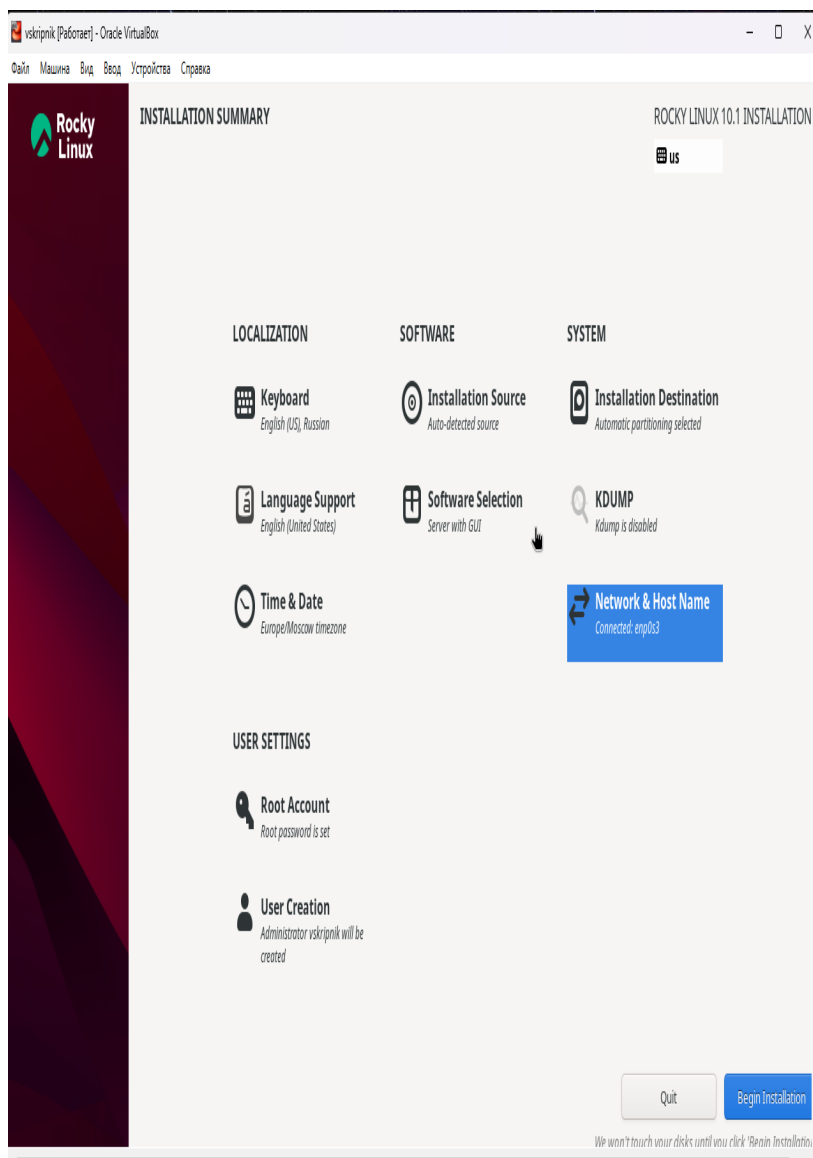 vskripnik [Работает] - Oracle VirtualBox
Файл Машина Вид Ввод Устройства Справка
Rocky
Linux
INSTALLATION SUMMARY
ROCKY LINUX 10.1 INSTALLATION
us
LOCALIZATION
SOFTWARE
SYSTEM
Keyboard
English (US), Russian
Installation Source
Auto-detected source
Installation Destination
Automatic partitioning selected
Language Support
English (United States)
Software Selection
Server with GUI
KDUMP
Kdump is disabled
Time & Date
Europe/Moscow timezone
Network & Host Name
Connected: enp0s3
USER SETTINGS
Root Account
Root password is set
User Creation
Administrator vskripnik will be
created
Quit
Begin Installation
We won't touch your disks until you click 'Begin Installatio